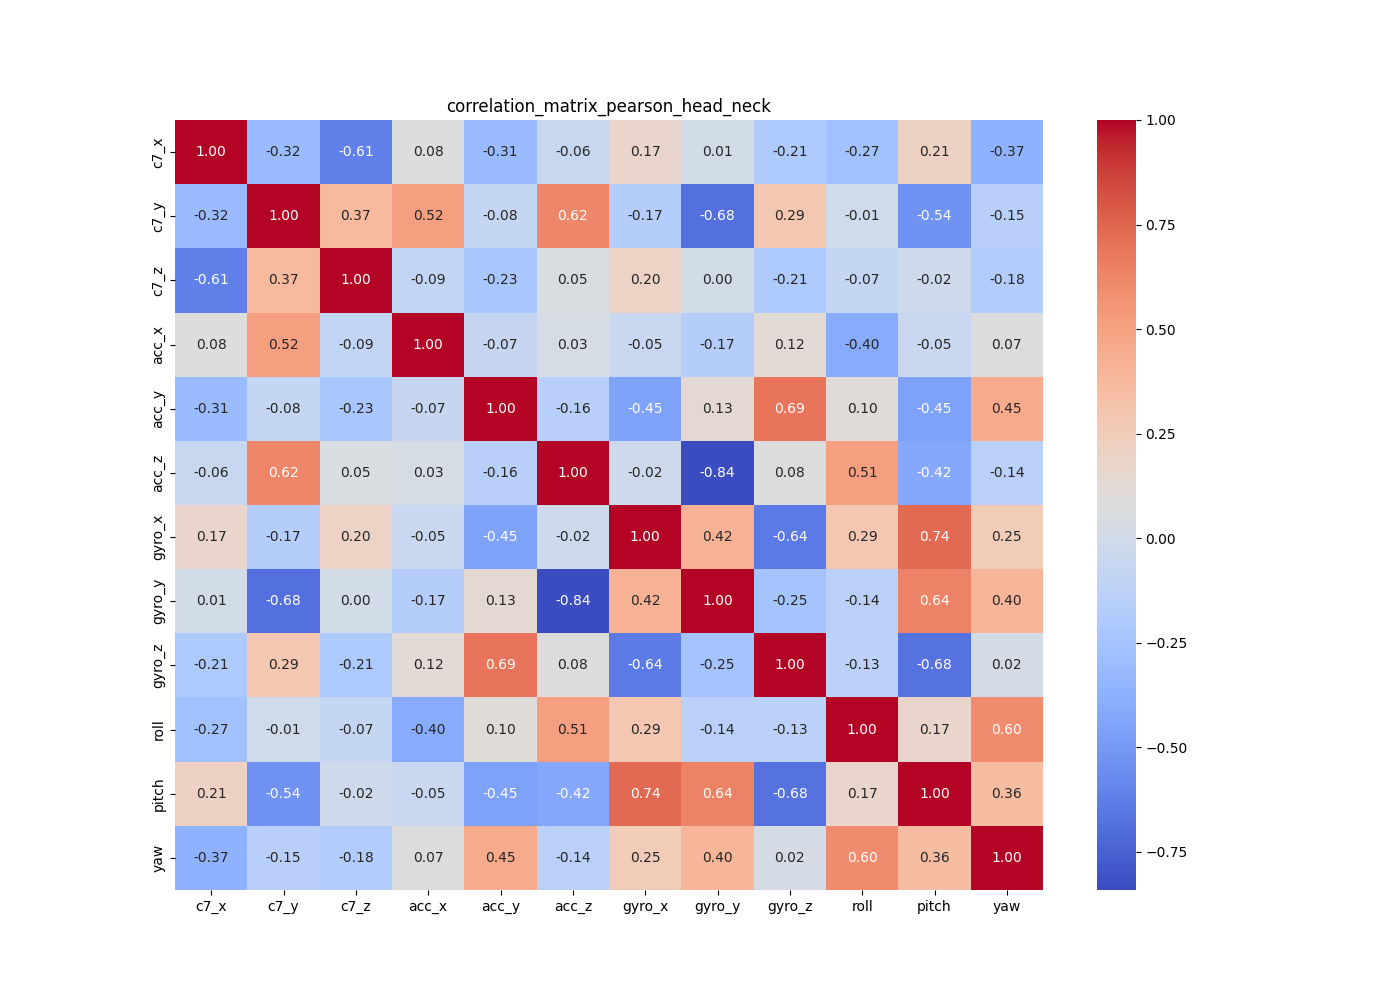 correlation_matrix_pearson_head_neck
c7_x 1.00 -0.32 -0.61 0.08 -0.31 -0.06 0.17 0.01 -0.21 -0.27 0.21 -0.37
c7_y -0.32 1.00 0.37 0.52 -0.08 0.62 -0.17 -0.68 0.29 -0.01 -0.54 -0.15
c7_z -0.61 0.37 1.00 -0.09 -0.23 0.05 0.20 0.00 -0.21 -0.07 -0.02 -0.18
acc_x 0.08 0.52 -0.09 1.00 -0.07 0.03 -0.05 -0.17 0.12 -0.40 -0.05 0.07
acc_y -0.31 -0.08 -0.23 -0.07 1.00 -0.16 -0.45 0.13 0.69 0.10 -0.45 0.45
acc_z -0.06 0.62 0.05 0.03 -0.16 1.00 -0.02 -0.84 0.08 0.51 -0.42 -0.14
gyro_x 0.17 -0.17 0.20 -0.05 -0.45 -0.02 1.00 0.42 -0.64 0.29 0.74 0.25
gyro_y 0.01 -0.68 0.00 -0.17 0.13 -0.84 0.42 1.00 -0.25 -0.14 0.64 0.40
gyro_z -0.21 0.29 -0.21 0.12 0.69 0.08 -0.64 -0.25 1.00 -0.13 -0.68 0.02
roll -0.27 -0.01 -0.07 -0.40 0.10 0.51 0.29 -0.14 -0.13 1.00 0.17 0.60
pitch 0.21 -0.54 -0.02 -0.05 -0.45 -0.42 0.74 0.64 -0.68 0.17 1.00 0.36
yaw -0.37 -0.15 -0.18 0.07 0.45 -0.14 0.25 0.40 0.02 0.60 0.36 1.00
c7_x c7_y c7_z acc_x acc_y acc_z gyro_x gyro_y gyro_z roll pitch yaw
1.00
0.75
0.50
0.25
0.00
−0.25
−0.50
−0.75